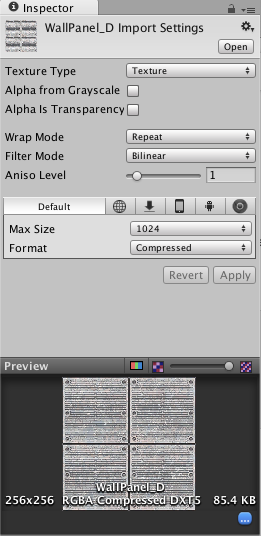 Inspector
WallPanel_D Import Settings
Open
Texture Type Texture
Alpha from Grayscale
Alpha Is Transparency
Wrap Mode Repeat
Filter Mode Bilinear
Aniso Level 1
Default
Max Size 1024
Format Compressed
Revert Apply
Preview
WallPanel_D
256x256 RGBA Compressed DXT5 85.4 KB